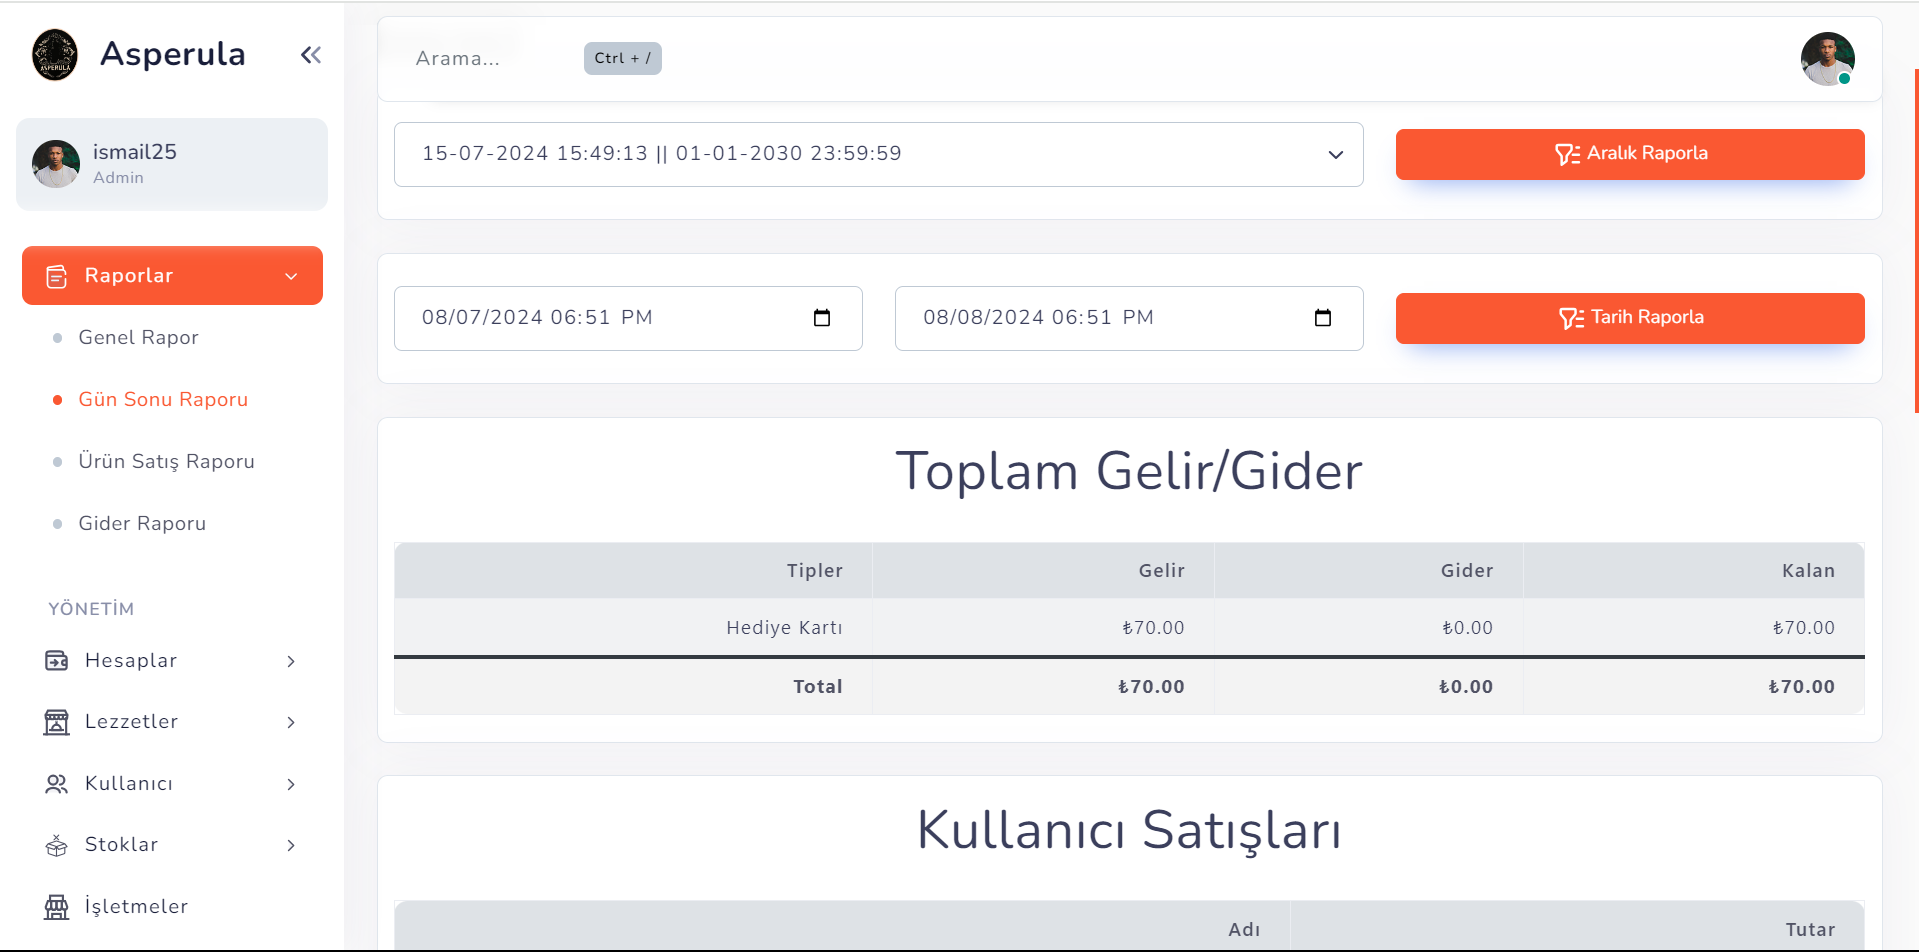 Asperula
ismail25
Admin
Raporlar
Genel Rapor
Gün Sonu Raporu
Ürün Satış Raporu
Gider Raporu
YÖNETİM
Hesaplar
Lezzetler
Kullanıcı
Stoklar
İşletmeler
Arama... Ctrl + /
15-07-2024 15:49:13 || 01-01-2030 23:59:59 Aralık Raporla
08/07/2024 06:51 PM 08/08/2024 06:51 PM Tarih Raporla
Toplam Gelir/Gider
Tipler Gelir Gider Kalan
Hediye Kartı ₺70.00 ₺0.00 ₺70.00
Total ₺70.00 ₺0.00 ₺70.00
Kullanıcı Satışları
Adı Tutar